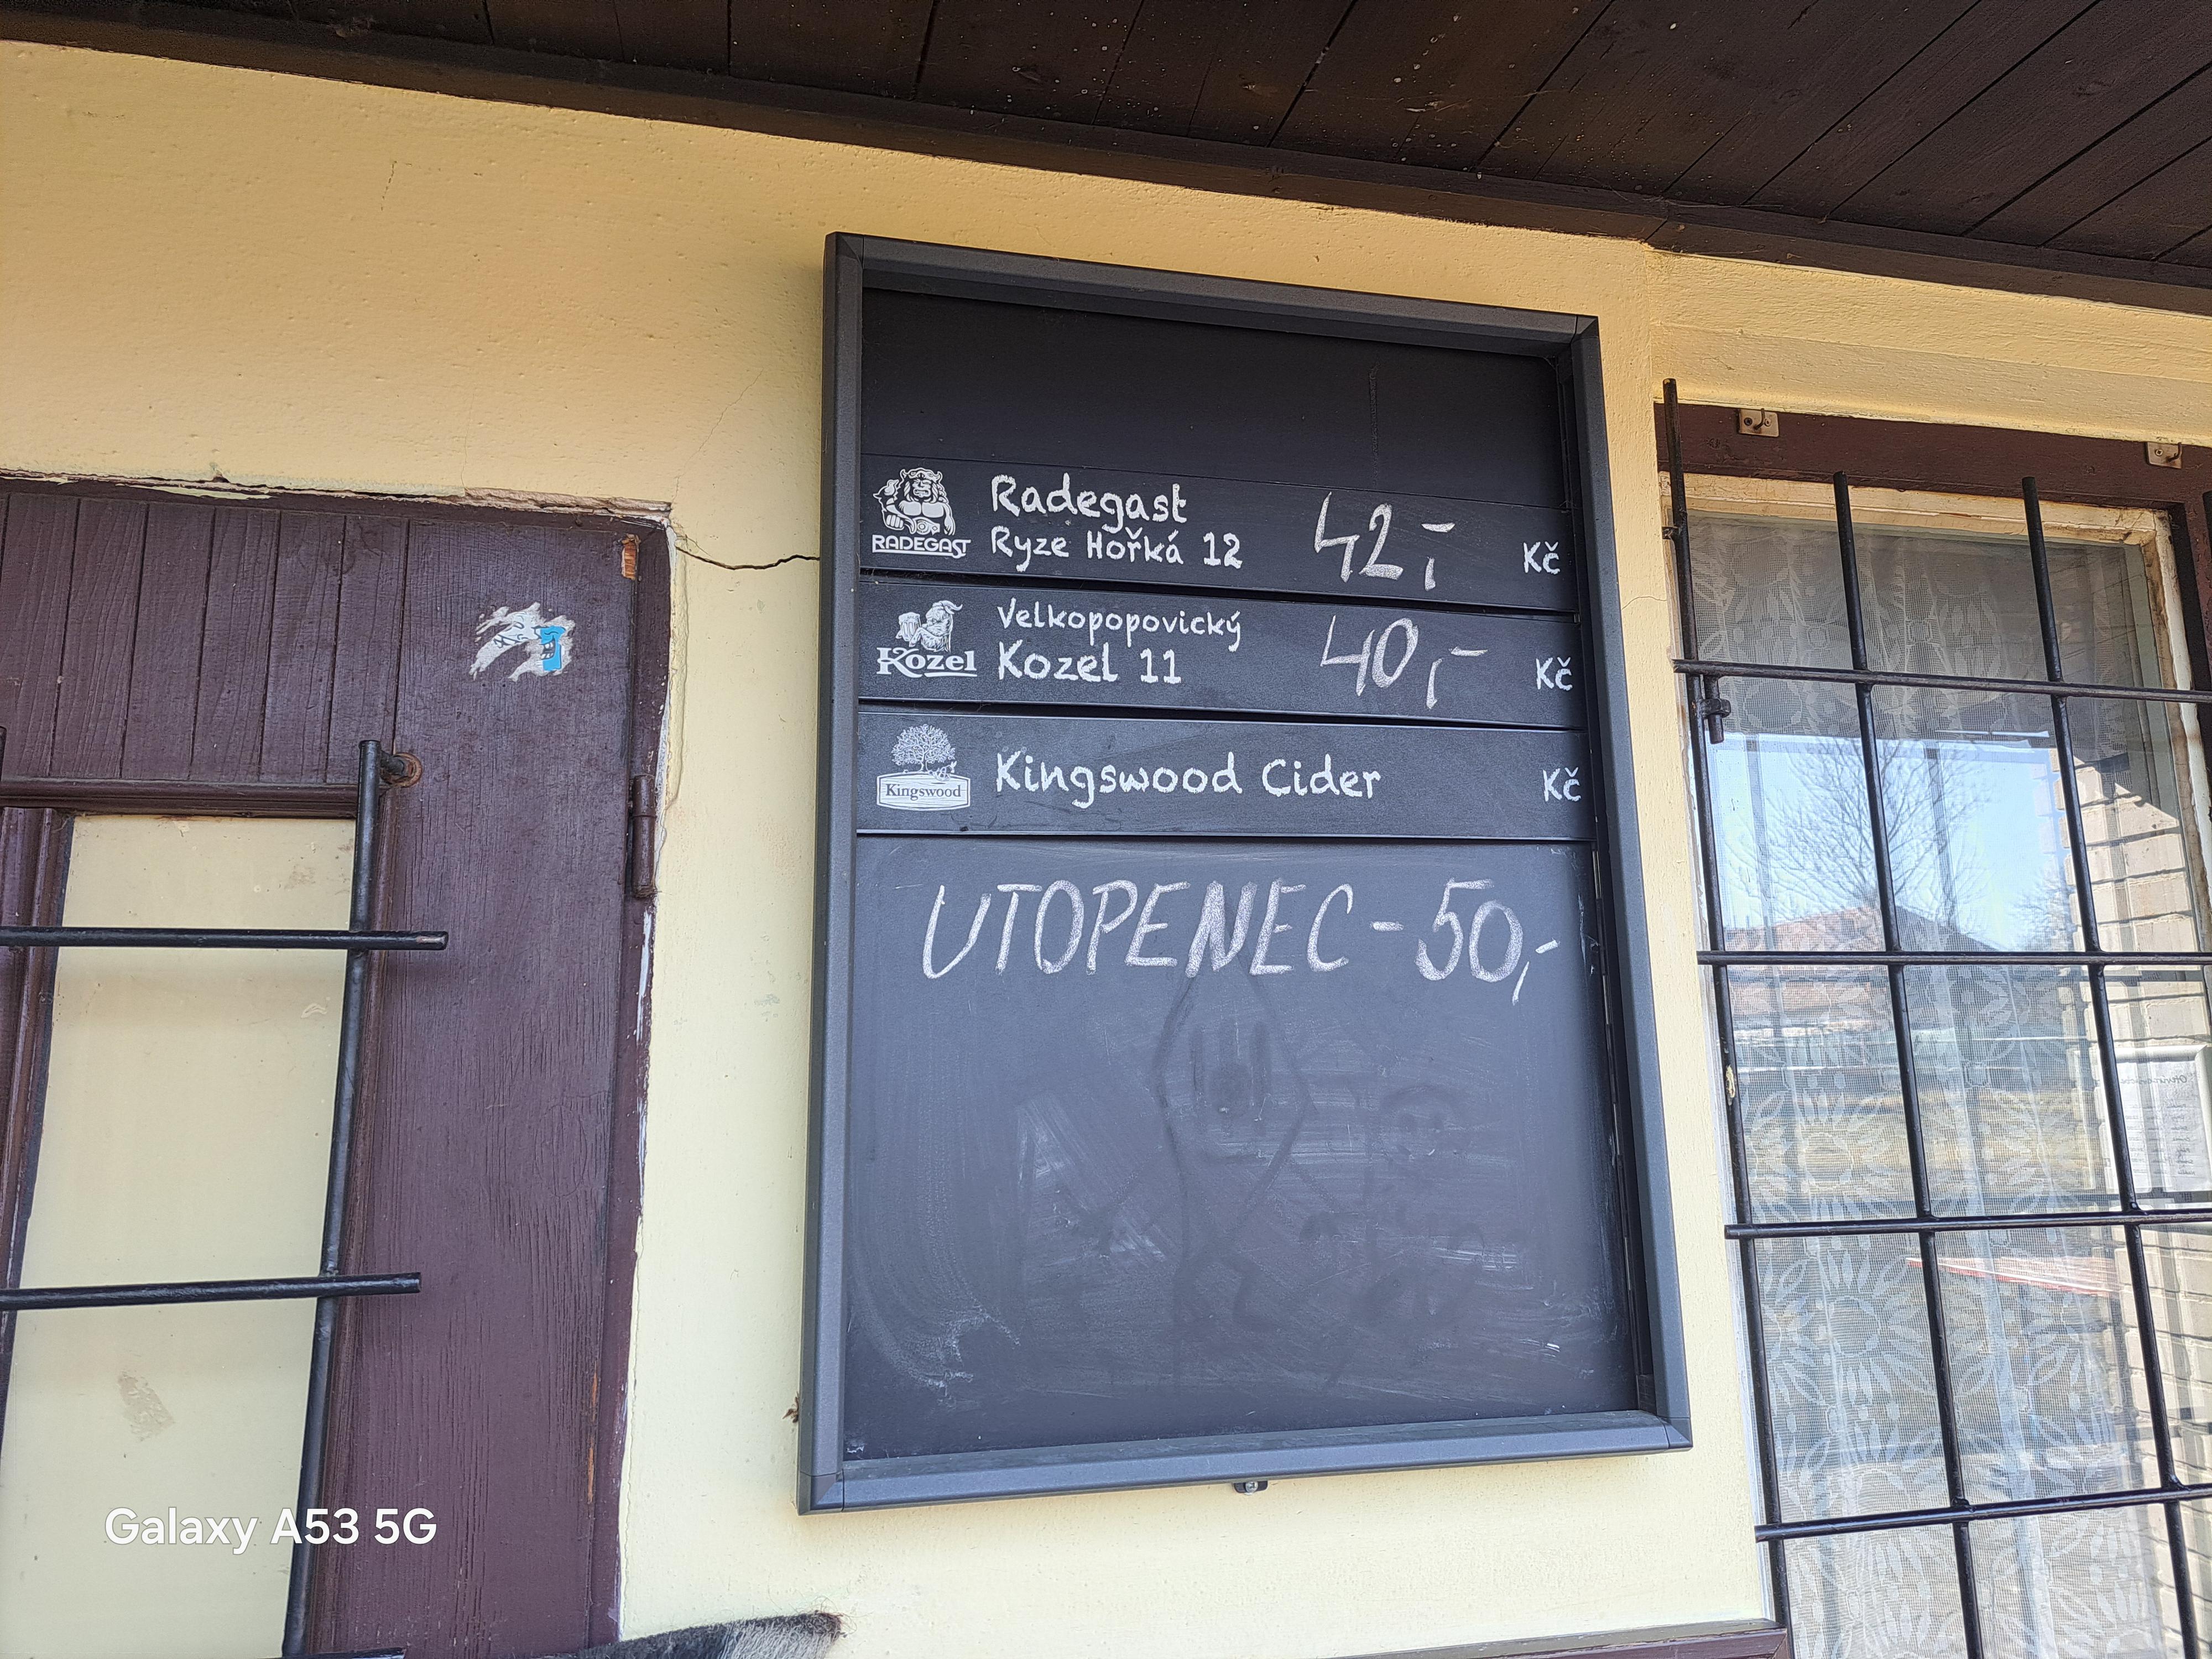 RADEGAST
Radegast
Ryze Hořká 12
42,-
Kč
Kozel
Velkopopovický
Kozel 11
40,-
Kč
Kingswood
Kingswood Cider
Kč
UTOPENEC - 50,-
Galaxy A53 5G